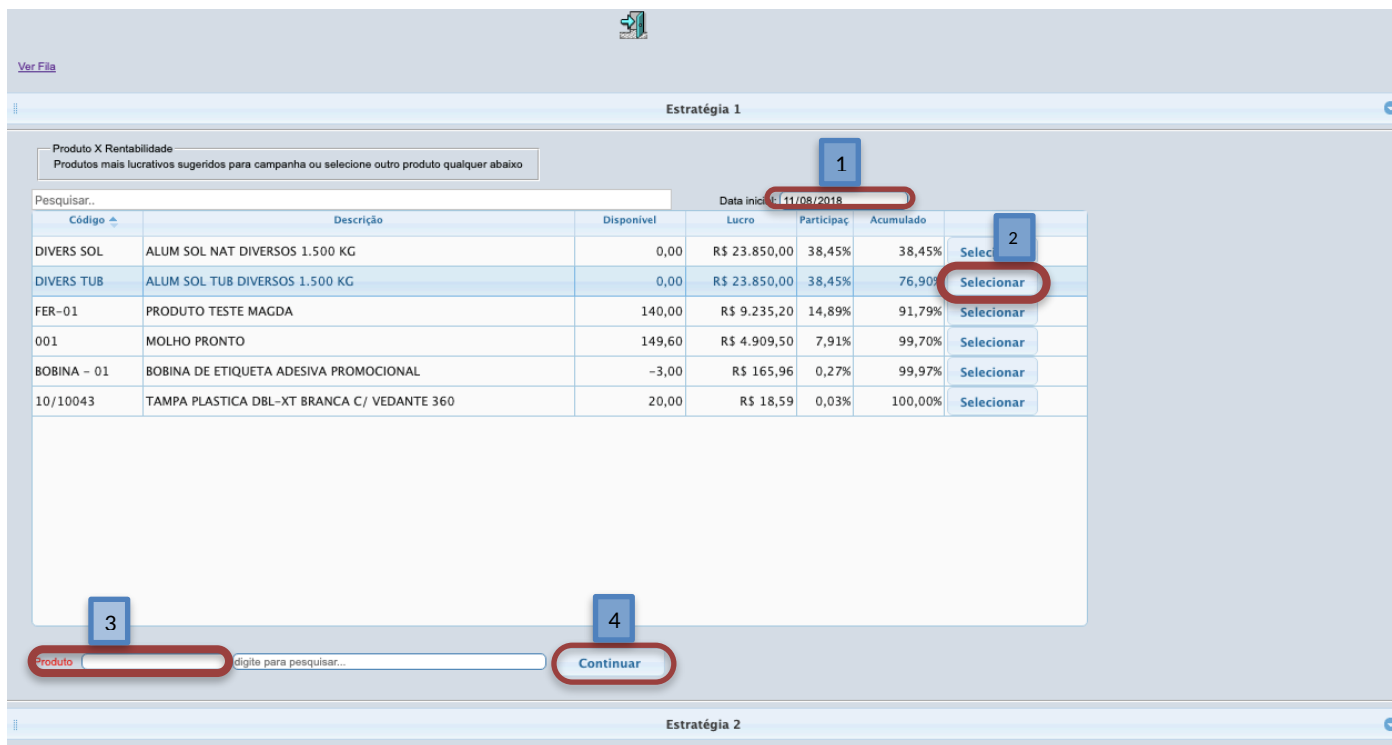 Ver Fila
Estratégia 1
Produto X Rentabilidade
Produtos mais lucrativos sugeridos para campanha ou selecione outro produto qualquer abaixo
1
Pesquisar..
Data inicial: 11/08/2018
Código Descrição Disponível Lucro Participaç Acumulado
2
DIVERS SOL ALUM SOL NAT DIVERSOS 1.500 KG 0,00 R$ 23.850,00 38,45% 38,45%
DIVERS TUB ALUM SOL TUB DIVERSOS 1.500 KG 0,00 R$ 23.850,00 38,45% 76,90% Selecionar
FER-01 PRODUTO TESTE MAGDA 140,00 R$ 9.235,20 14,89% 91,79% Selecionar
001 MOLHO PRONTO 149,60 R$ 4.909,50 7,91% 99,70% Selecionar
BOBINA - 01 BOBINA DE ETIQUETA ADESIVA PROMOCIONAL -3,00 R$ 165,96 0,27% 99,97% Selecionar
10/10043 TAMPA PLASTICA DBL-XT BRANCA C/ VEDANTE 360 20,00 R$ 18,59 0,03% 100,00% Selecionar
3
4
Produto digite para pesquisar... Continuar
Estratégia 2